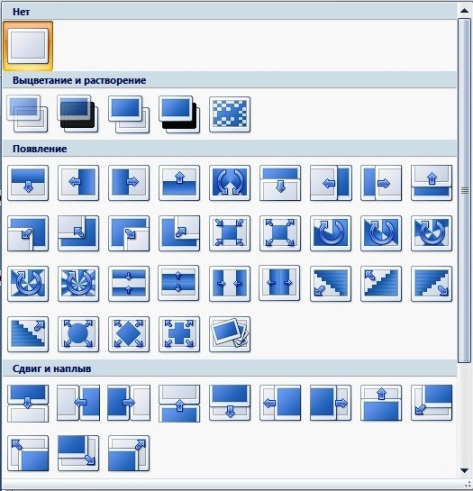 Нет
Выцветание и растворение
Появление
Сдвиг и наплыв